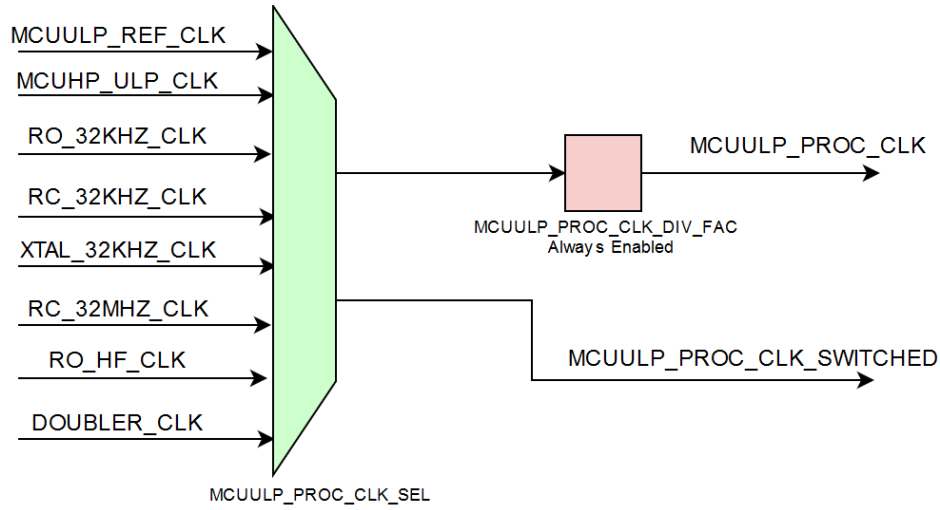 MCUULP_REF_CLK
MCUHP_ULP_CLK
RO_32KHZ_CLK
RC_32KHZ_CLK
XTAL_32KHZ_CLK
RC_32MHZ_CLK
RO_HF_CLK
DOUBLER_CLK
MCUULP_PROC_CLK_SEL
MCUULP_PROC_CLK
MCUULP_PROC_CLK_DIV_FAC
Always Enabled
MCUULP_PROC_CLK_SWITCHED